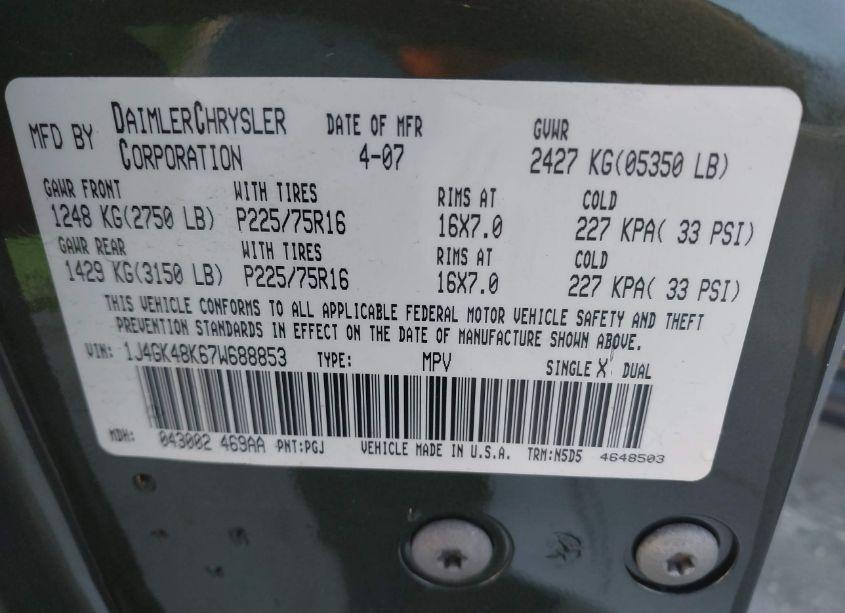 MFD BY DAIMLERCHRYSLER CORPORATION DATE OF MFR 4-07 GVWR 2427 KG(05350 LB)
GAWR FRONT WITH TIRES RIMS AT COLD
1248 KG(2750 LB) P225/75R16 16X7.0 227 KPA( 33 PSI)
GAWR REAR WITH TIRES RIMS AT COLD
1429 KG(3150 LB) P225/75R16 16X7.0 227 KPA( 33 PSI)
THIS VEHICLE CONFORMS TO ALL APPLICABLE FEDERAL MOTOR VEHICLE SAFETY AND THEFT
PREVENTION STANDARDS IN EFFECT ON THE DATE OF MANUFACTURE SHOWN ABOVE.
VIN: 1J4GK48K67W688853 TYPE: MPV SINGLE X DUAL
MDH: 043002 469AA PNT:PGJ VEHICLE MADE IN U.S.A. TRM:N5D5 4648503